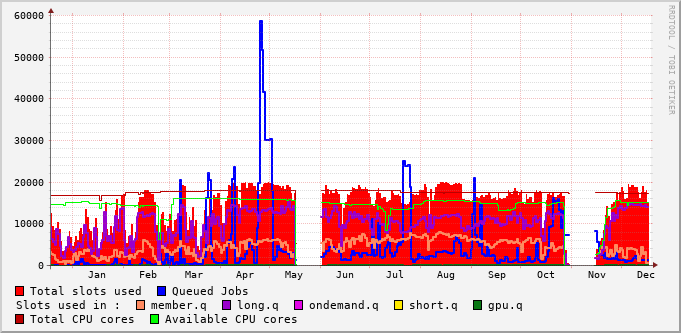 RRDTOOL / TOBI OETIKER
60000
50000
40000
30000
20000
10000
0
Jan Feb Mar Apr May Jun Jul Aug Sep Oct Nov Dec
Total slots used Queued Jobs
Slots used in : member.q long.q ondemand.q short.q gpu.q
Total CPU cores Available CPU cores